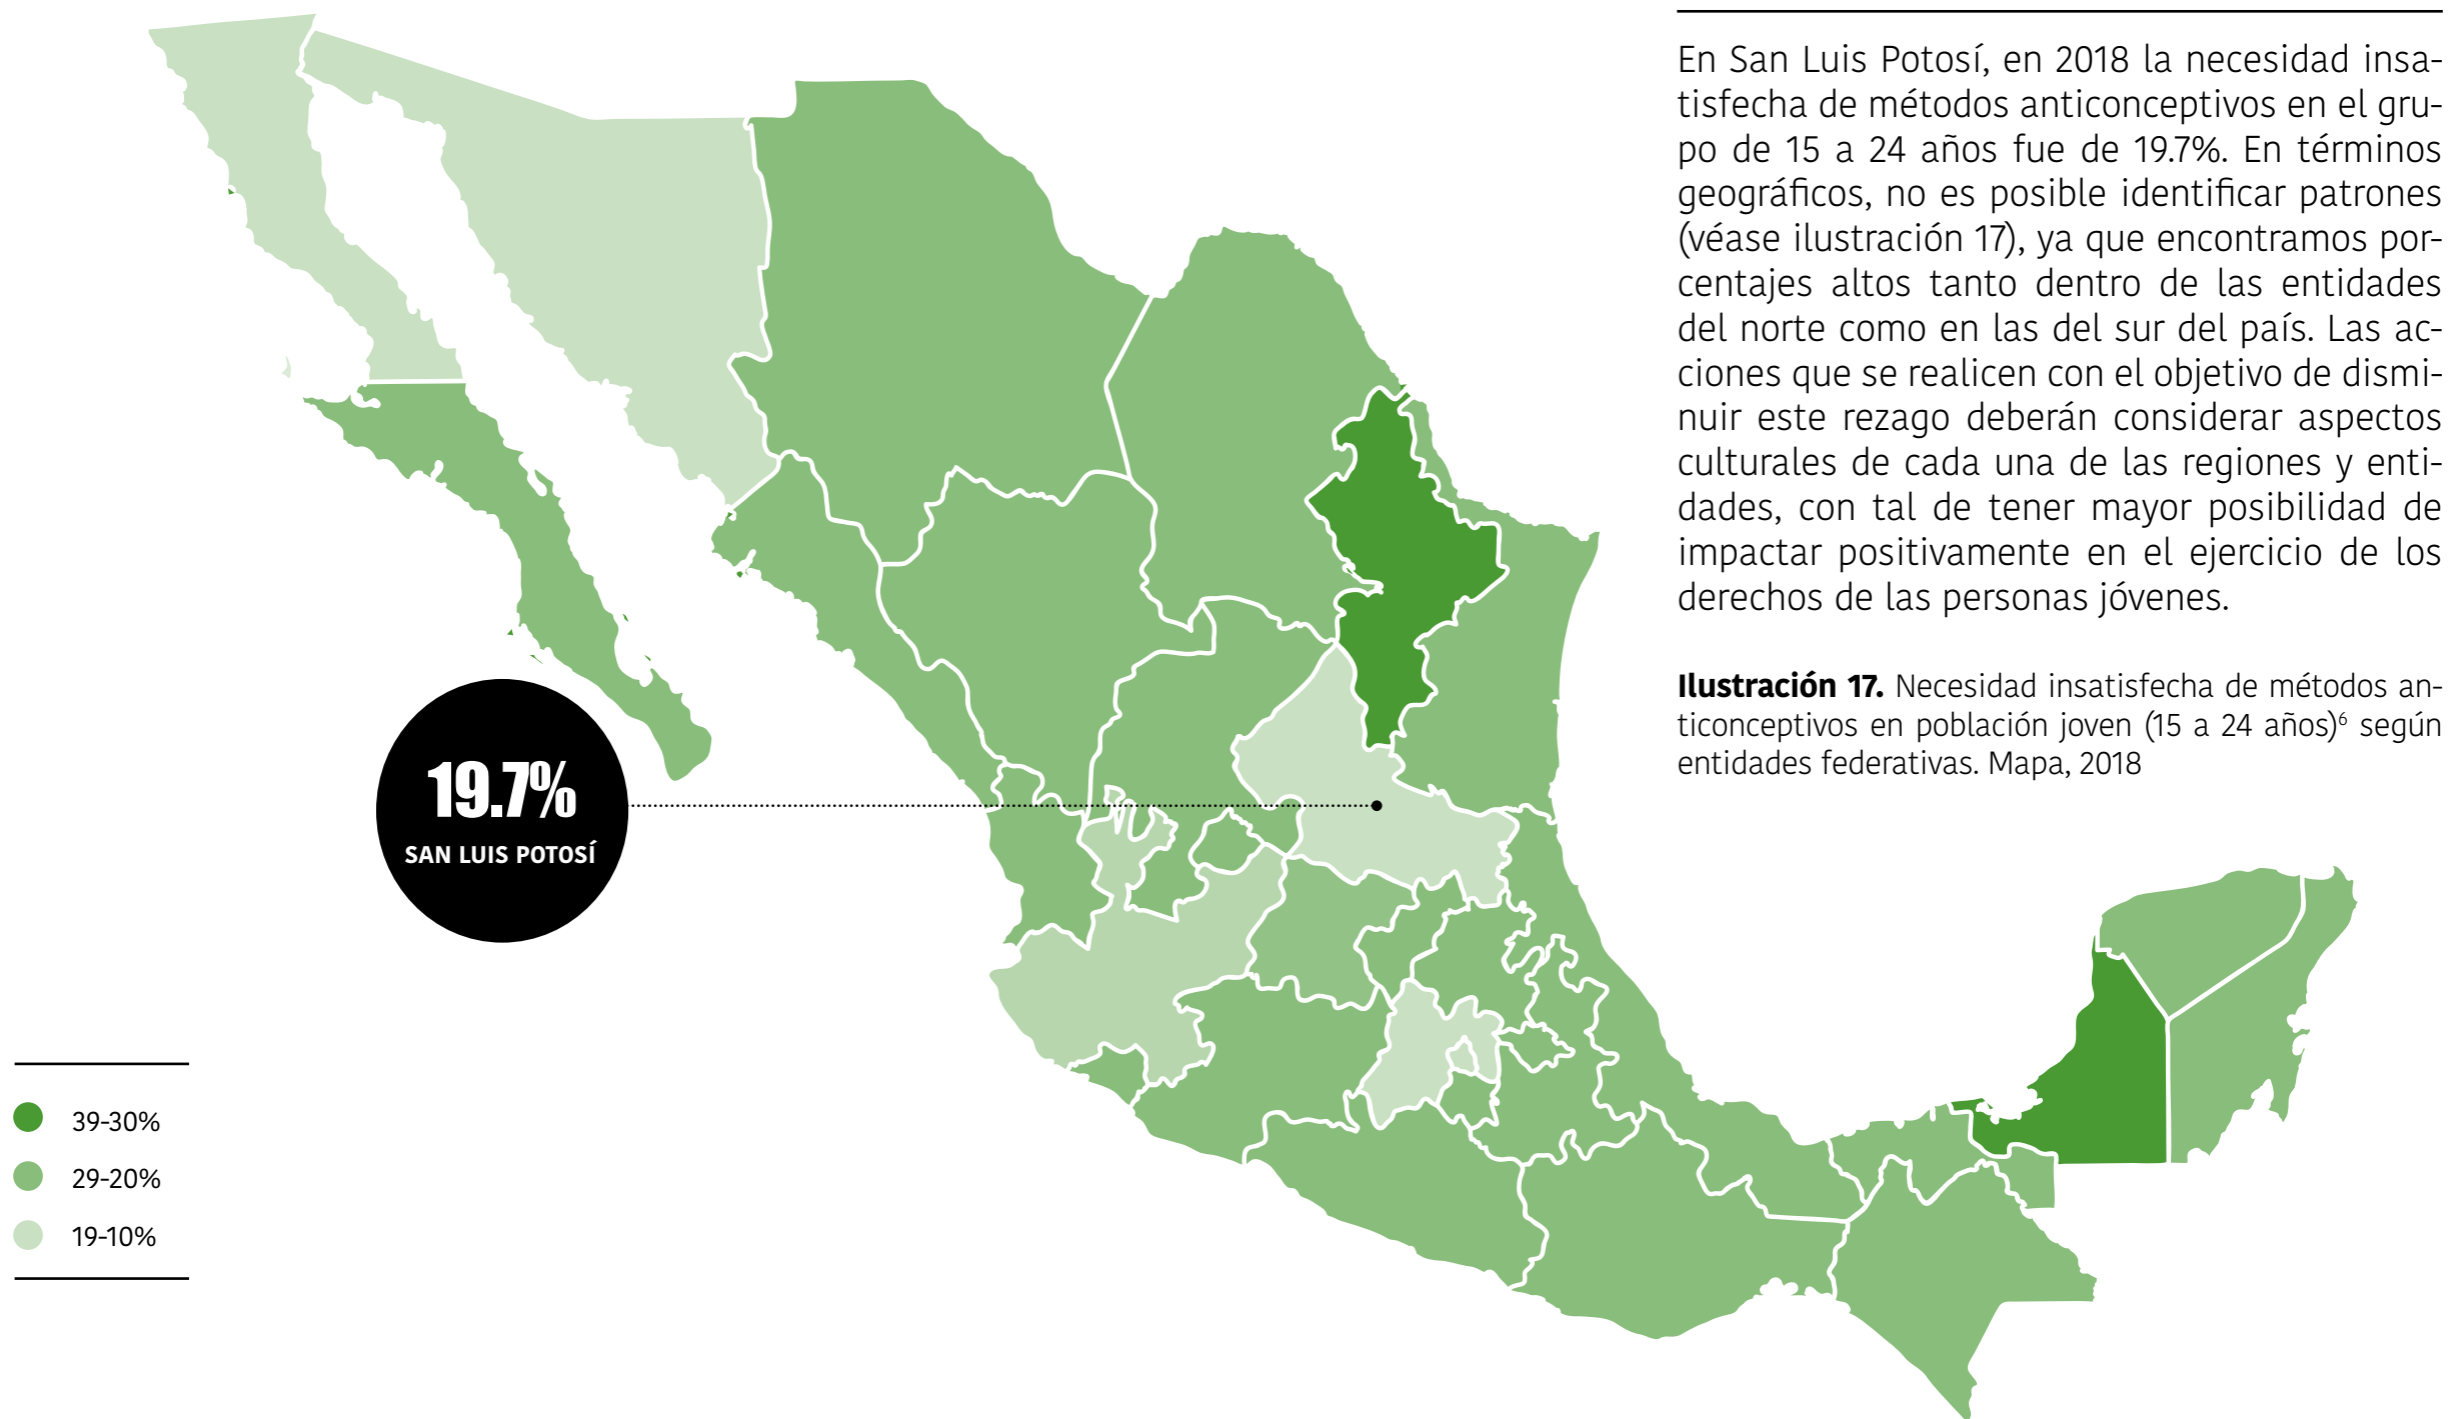 En San Luis Potosí, en 2018 la necesidad insa-
tisfecha de métodos anticonceptivos en el gru-
po de 15 a 24 años fue de 19.7%. En términos
geográficos, no es posible identificar patrones
(véase ilustración 17), ya que encontramos por-
centajes altos tanto dentro de las entidades
del norte como en las del sur del país. Las ac-
ciones que se realicen con el objetivo de dismi-
nuir este rezago deberán considerar aspectos
culturales de cada una de las regiones y enti-
dades, con tal de tener mayor posibilidad de
impactar positivamente en el ejercicio de los
derechos de las personas jóvenes.
Ilustración 17. Necesidad insatisfecha de métodos an-
ticonceptivos en población joven (15 a 24 años)⁶ según
entidades federativas. Mapa, 2018
19.7%
SAN LUIS POTOSÍ
39-30%
29-20%
19-10%